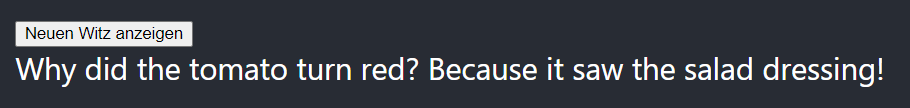 Neuen Witz anzeigen
Why did the tomato turn red? Because it saw the salad dressing!